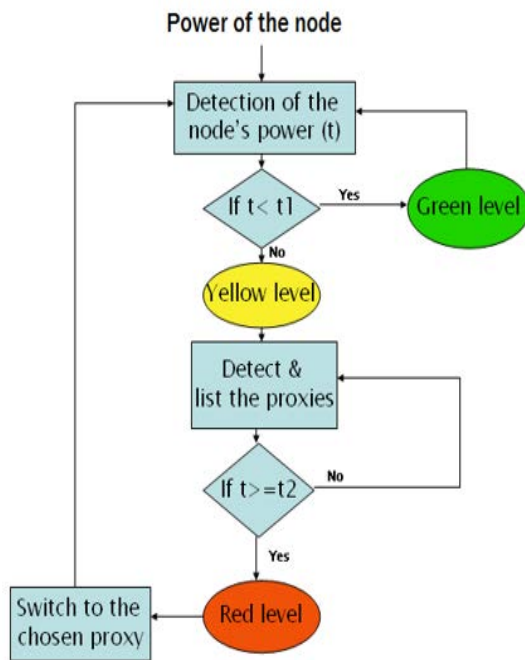 Power of the node
Detection of the
node's power (t)
If t< t1
Yes
Green level
No
Yellow level
Detect &
list the proxies
If t>=t2
No
Yes
Switch to the
chosen proxy
Red level